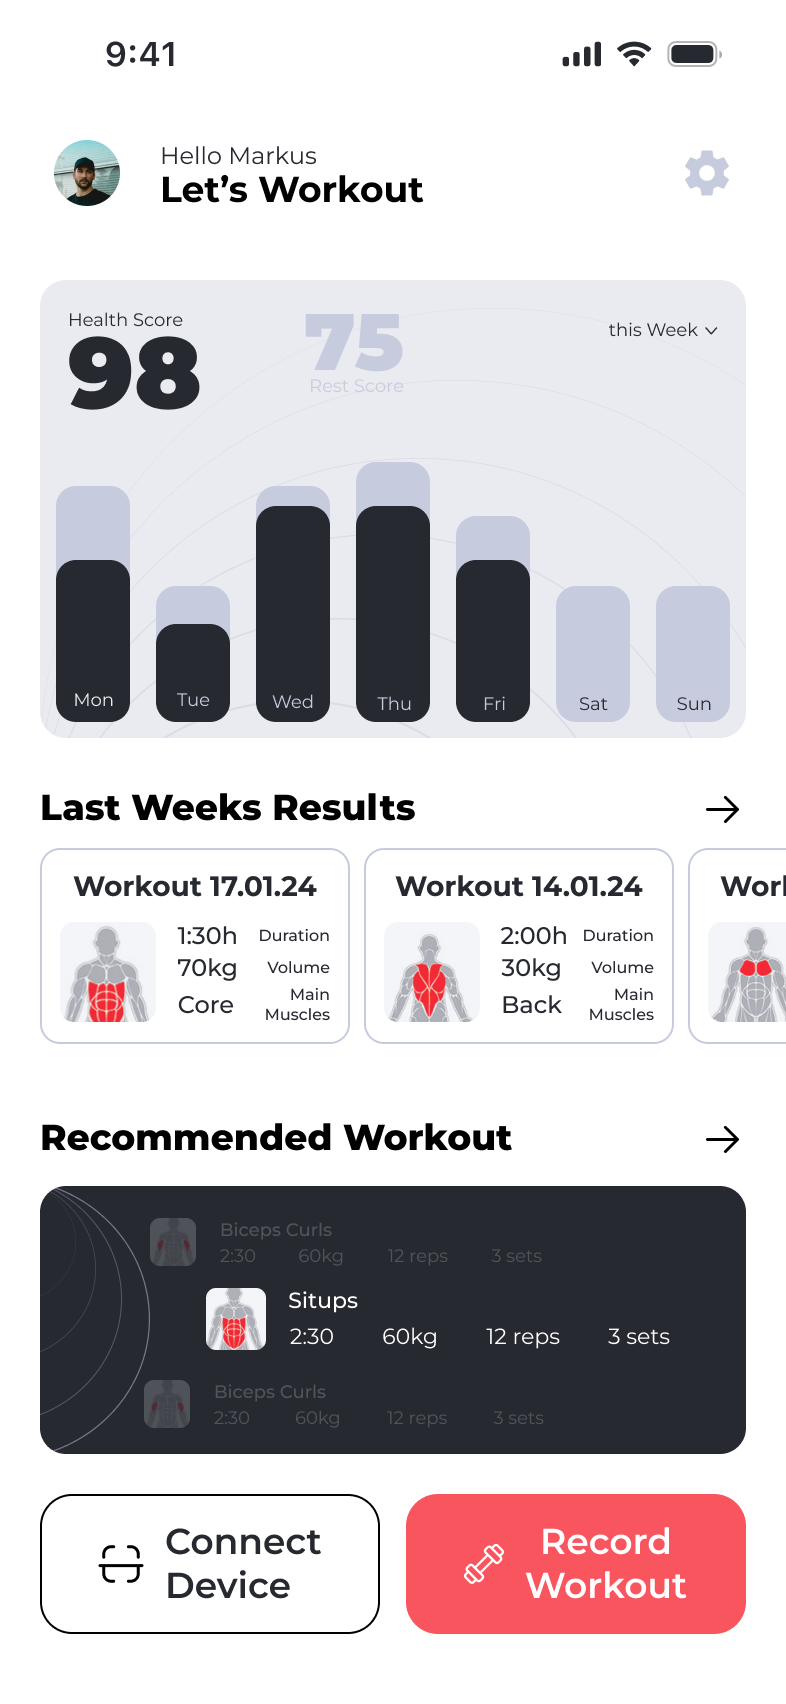 9:41
Hello Markus
Let’s Workout
Health Score
98
75
Rest Score
this Week
Mon
Tue
Wed
Thu
Fri
Sat
Sun
Last Weeks Results
Workout 17.01.24
1:30h Duration
70kg Volume
Core Main
Muscles
Workout 14.01.24
2:00h Duration
30kg Volume
Back Main
Muscles
Worl
Recommended Workout
Biceps Curls
2:30 60kg 12 reps 3 sets
Situps
2:30 60kg 12 reps 3 sets
Biceps Curls
2:30 60kg 12 reps 3 sets
Connect
Device
Record
Workout